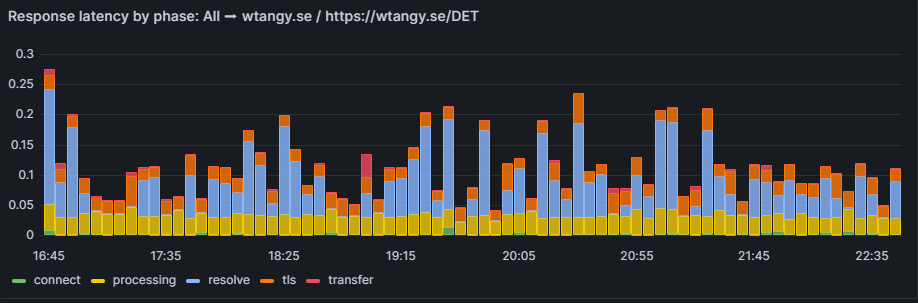 Response latency by phase: All ➞ wtangy.se / https://wtangy.se/DET
0.3
0.25
0.2
0.15
0.1
0.05
0
16:45 17:35 18:25 19:15 20:05 20:55 21:45 22:35
connect processing resolve tls transfer